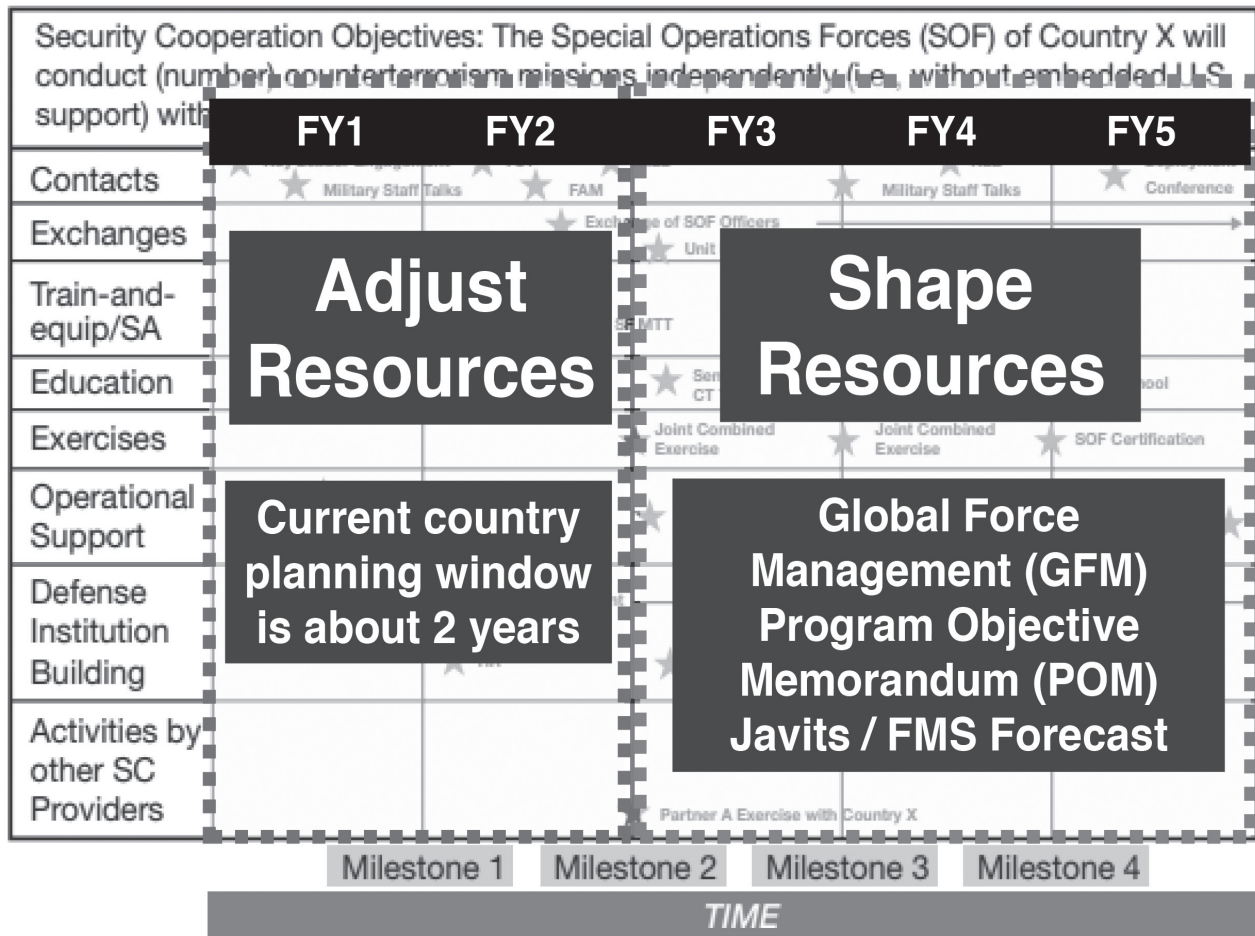 Security Cooperation Objectives: The Special Operations Forces (SOF) of Country X will
conduct (number) counterterrorism missions independently (i.e., without embedded U.S.
support) with
FY1 FY2 FY3 FY4 FY5
Contacts
Military Staff Talks
FAM
Military Staff Talks
Conference
Exchanges
Exchange of SOF Officers
Unit
Adjust
Resources
Shape
Resources
Train-and-
equip/SA
MTT
Education
CT
Exercises
Joint Combined
Exercise
Joint Combined
Exercise
SOF Certification
Operational
Support
Current country
planning window
is about 2 years
Global Force
Management (GFM)
Program Objective
Memorandum (POM)
Javits / FMS Forecast
Defense
Institution
Building
Activities by
other SC
Providers
Partner A Exercise with Country X
Milestone 1 Milestone 2 Milestone 3 Milestone 4
TIME